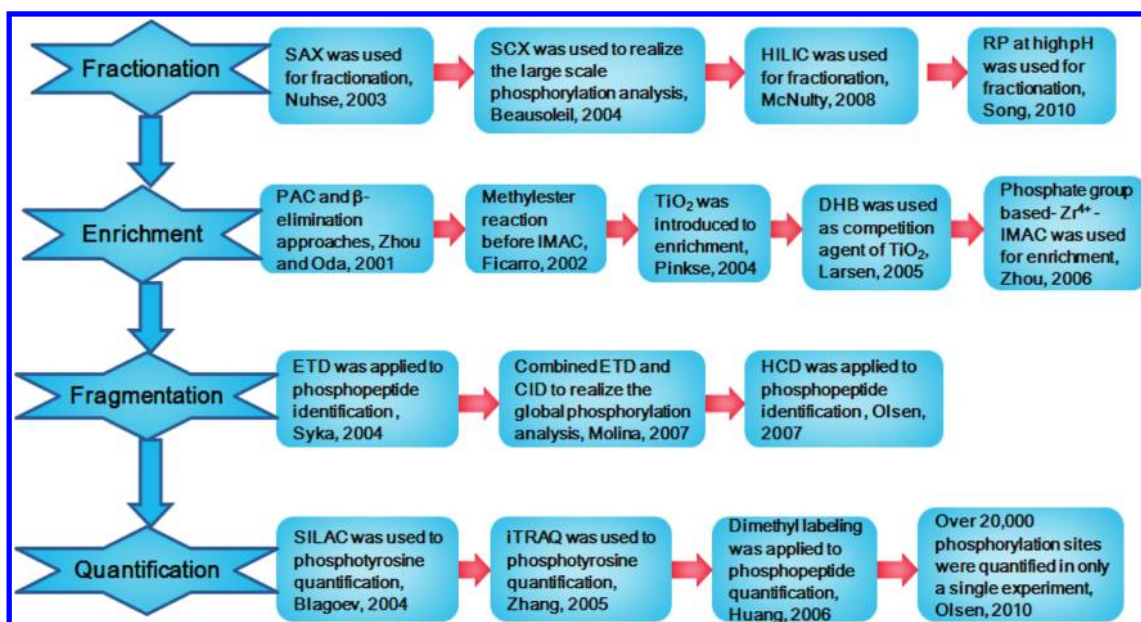 Fractionation
SAX was used
for fractionation,
Nuhse, 2003
SCX was used to realize
the large scale
phosphorylation analysis,
Beausoleil, 2004
HILIC was used
for fractionation,
McNulty, 2008
RP at high pH
was used for
fractionation,
Song, 2010
Enrichment
PAC and β-
elimination
approaches, Zhou
and Oda, 2001
Methylester
reaction
before IMAC,
Ficarro, 2002
TiO₂ was
introduced to
enrichment,
Pinkse, 2004
DHB was used
as competition
agent of TiO₂,
Larsen, 2005
Phosphate group
based- Zr⁴⁺-
IMAC was used
for enrichment,
Zhou, 2006
Fragmentation
ETD was applied to
phosphopeptide
identification,
Syka, 2004
Combined ETD and
CID to realize the
global phosphorylation
analysis, Molina, 2007
HCD was applied to
phosphopeptide
identification, Olsen,
2007
Quantification
SILAC was used to
phosphotyrosine
quantification,
Blagoev, 2004
iTRAQ was used to
phosphotyrosine
quantification,
Zhang, 2005
Dimethyl labeling
was applied to
phosphopeptide
quantification,
Huang, 2006
Over 20,000
phosphorylation sites
were quantified in only
a single experiment,
Olsen, 2010